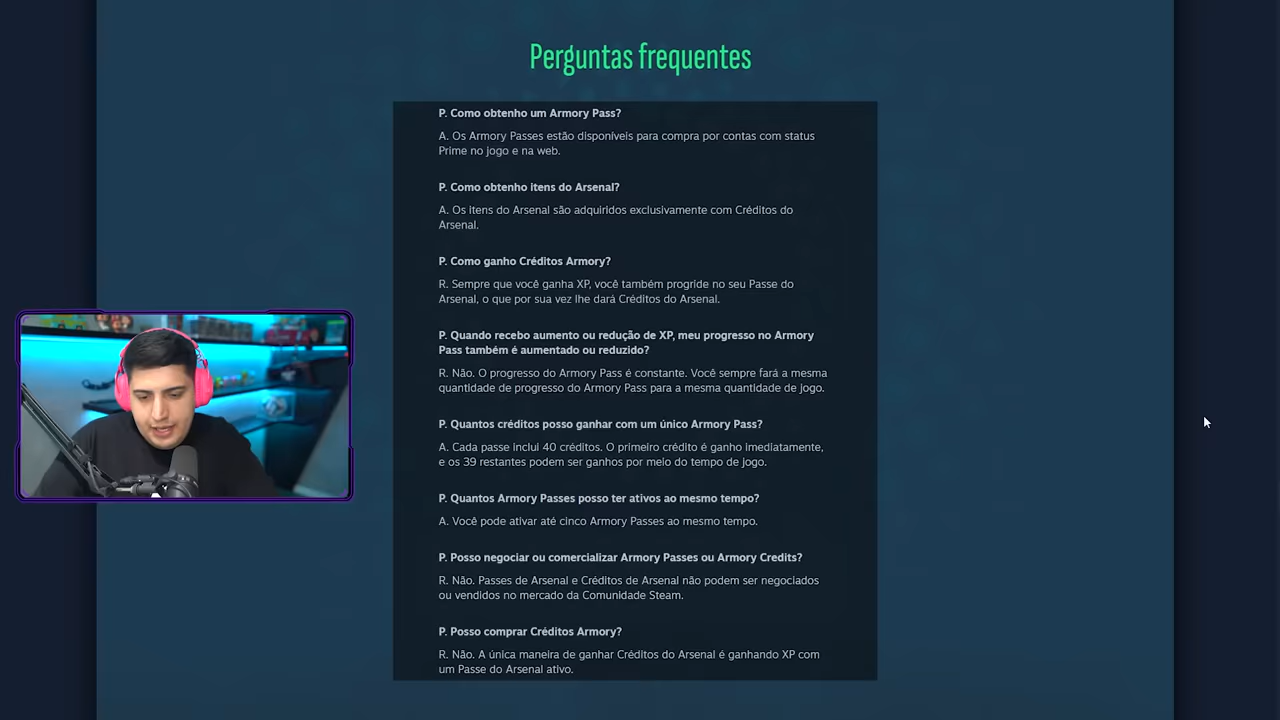 Perguntas frequentes
P. Como obtenho um Armory Pass?
A. Os Armory Passes estão disponíveis para compra por contas com status
Prime no jogo e na web.
P. Como obtenho itens do Arsenal?
A. Os itens do Arsenal são adquiridos exclusivamente com Créditos do
Arsenal.
P. Como ganho Créditos Armory?
R. Sempre que você ganha XP, você também progride no seu Passe do
Arsenal, o que por sua vez lhe dará Créditos do Arsenal.
P. Quando recebo aumento ou redução de XP, meu progresso no Armory
Pass também é aumentado ou reduzido?
R. Não. O progresso do Armory Pass é constante. Você sempre fará a mesma
quantidade de progresso do Armory Pass para a mesma quantidade de jogo.
P. Quantos créditos posso ganhar com um único Armory Pass?
A. Cada passe inclui 40 créditos. O primeiro crédito é ganho imediatamente,
e os 39 restantes podem ser ganhos por meio do tempo de jogo.
P. Quantos Armory Passes posso ter ativos ao mesmo tempo?
A. Você pode ativar até cinco Armory Passes ao mesmo tempo.
P. Posso negociar ou comercializar Armory Passes ou Armory Credits?
R. Não. Passes de Arsenal e Créditos de Arsenal não podem ser negociados
ou vendidos no mercado da Comunidade Steam.
P. Posso comprar Créditos Armory?
R. Não. A única maneira de ganhar Créditos do Arsenal é ganhando XP com
um Passe do Arsenal ativo.